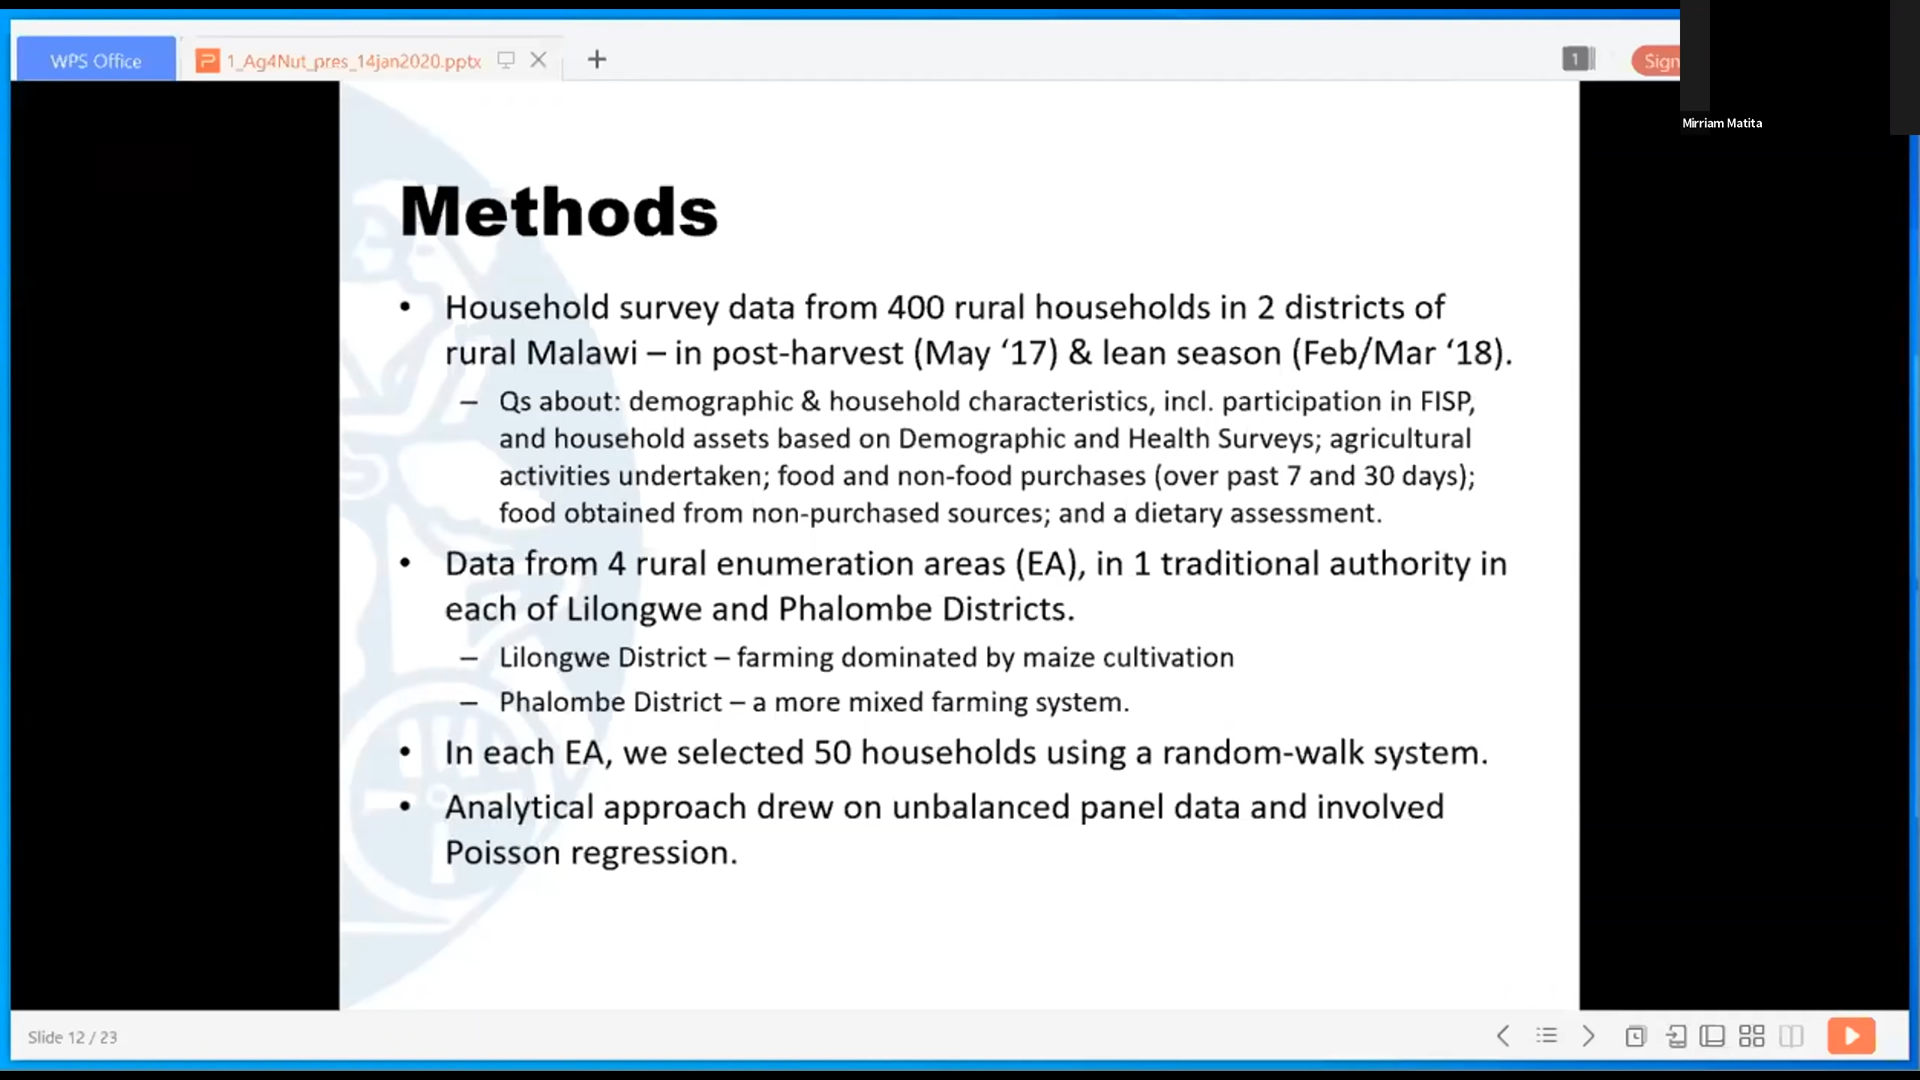 WPS Office
1_Ag4Nut_pres_14jan2020.pptx
1
Sign
Mirriam Matita
Methods
• Household survey data from 400 rural households in 2 districts of
rural Malawi – in post-harvest (May ‘17) & lean season (Feb/Mar ‘18).
– Qs about: demographic & household characteristics, incl. participation in FISP,
and household assets based on Demographic and Health Surveys; agricultural
activities undertaken; food and non-food purchases (over past 7 and 30 days);
food obtained from non-purchased sources; and a dietary assessment.
• Data from 4 rural enumeration areas (EA), in 1 traditional authority in
each of Lilongwe and Phalombe Districts.
– Lilongwe District – farming dominated by maize cultivation
– Phalombe District – a more mixed farming system.
• In each EA, we selected 50 households using a random-walk system.
• Analytical approach drew on unbalanced panel data and involved
Poisson regression.
Slide 12 / 23